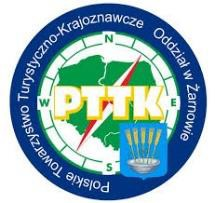 Polskie Towarzystwo Turystyczno-Krajoznawcze Oddział w Żarnowie
N
W E
PTTK
S